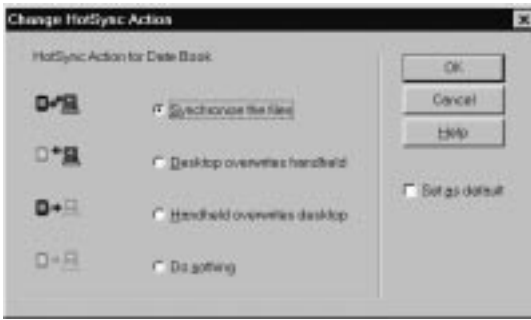 Change HotSync Action
HotSync Action for Date Book
Synchronize the files
Desktop overwrites handheld
Handheld overwrites desktop
Do nothing
OK
Cancel
Help
Set as default